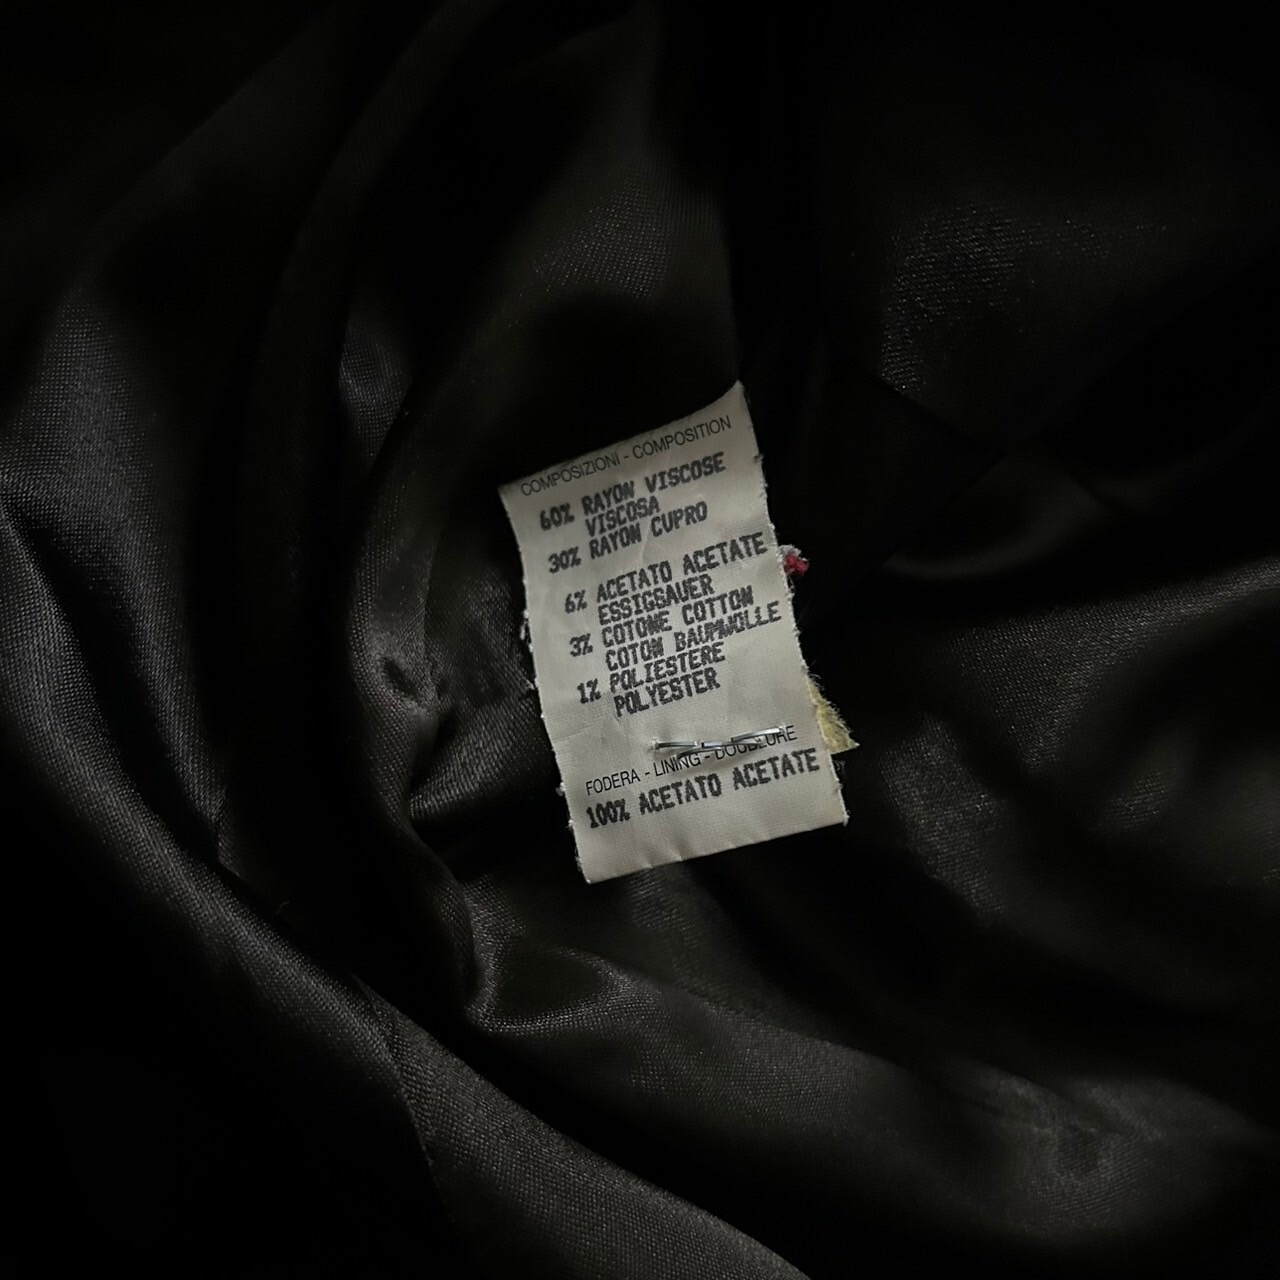 COMPOSIZIONI - COMPOSITION
60% RAYON VISCOSE
VISCOSA
30% RAYON CUPRO
6% ACETATO ACETATE
ESSIGSAUER
3% COTONE COTTON
COTON BAUMWOLLE
1% POLIESTERE
POLYESTER
FODERA - LINING - DOUBLURE
100% ACETATO ACETATE